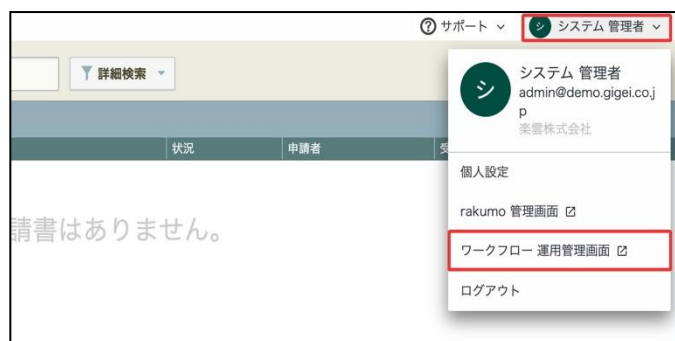 サポート
シ システム 管理者
詳細検索
シ
システム 管理者
admin@demo.gigei.co.j
p
楽雲株式会社
状況 申請者 受
個人設定
請書はありません。
rakumo 管理画面
ワークフロー 運用管理画面
ログアウト